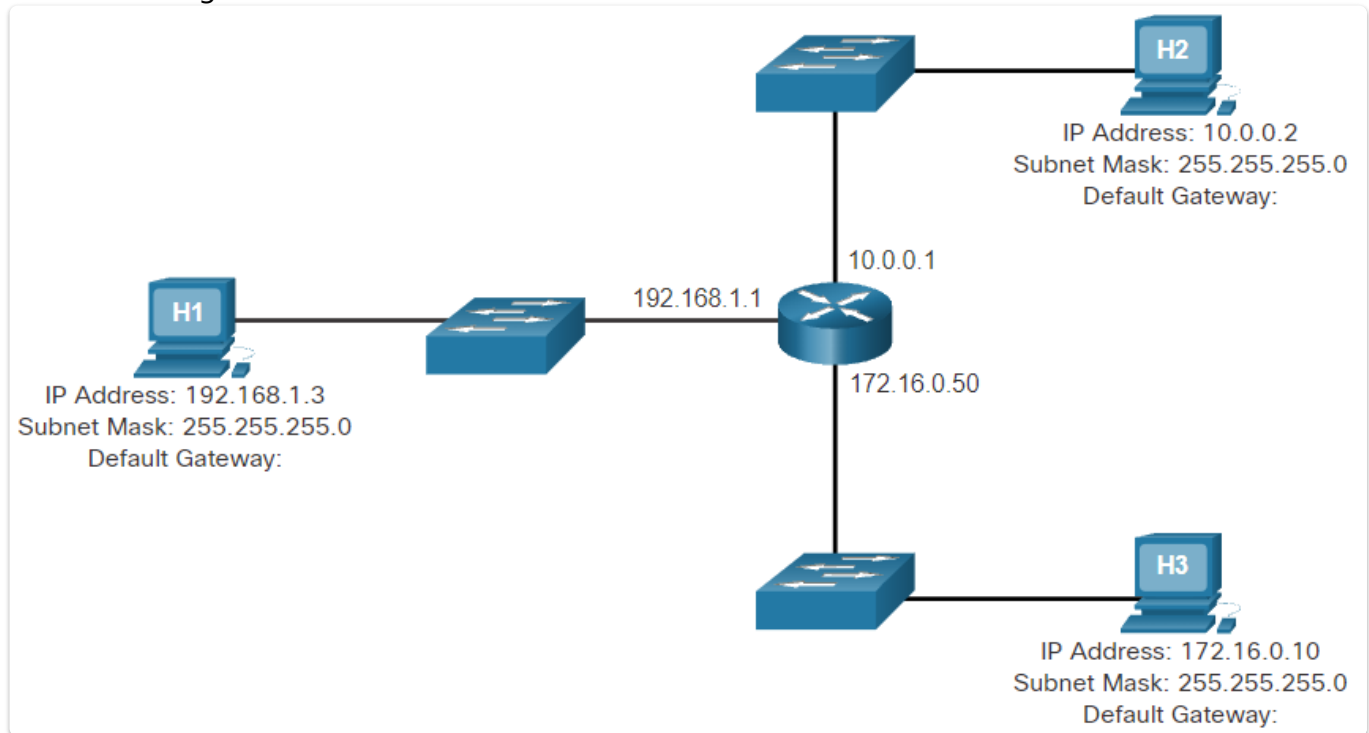 H2
IP Address: 10.0.0.2
Subnet Mask: 255.255.255.0
Default Gateway:
10.0.0.1
192.168.1.1
H1
172.16.0.50
IP Address: 192.168.1.3
Subnet Mask: 255.255.255.0
Default Gateway:
H3
IP Address: 172.16.0.10
Subnet Mask: 255.255.255.0
Default Gateway: